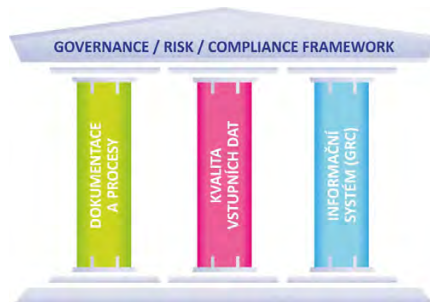 GOVERNANCE / RISK / COMPLIANCE FRAMEWORK
DOKUMENTACE
A PROCESY
KVALITA
VSTUPNÍCH DAT
INFORMAČNÍ
SYSTÉM (GRC)